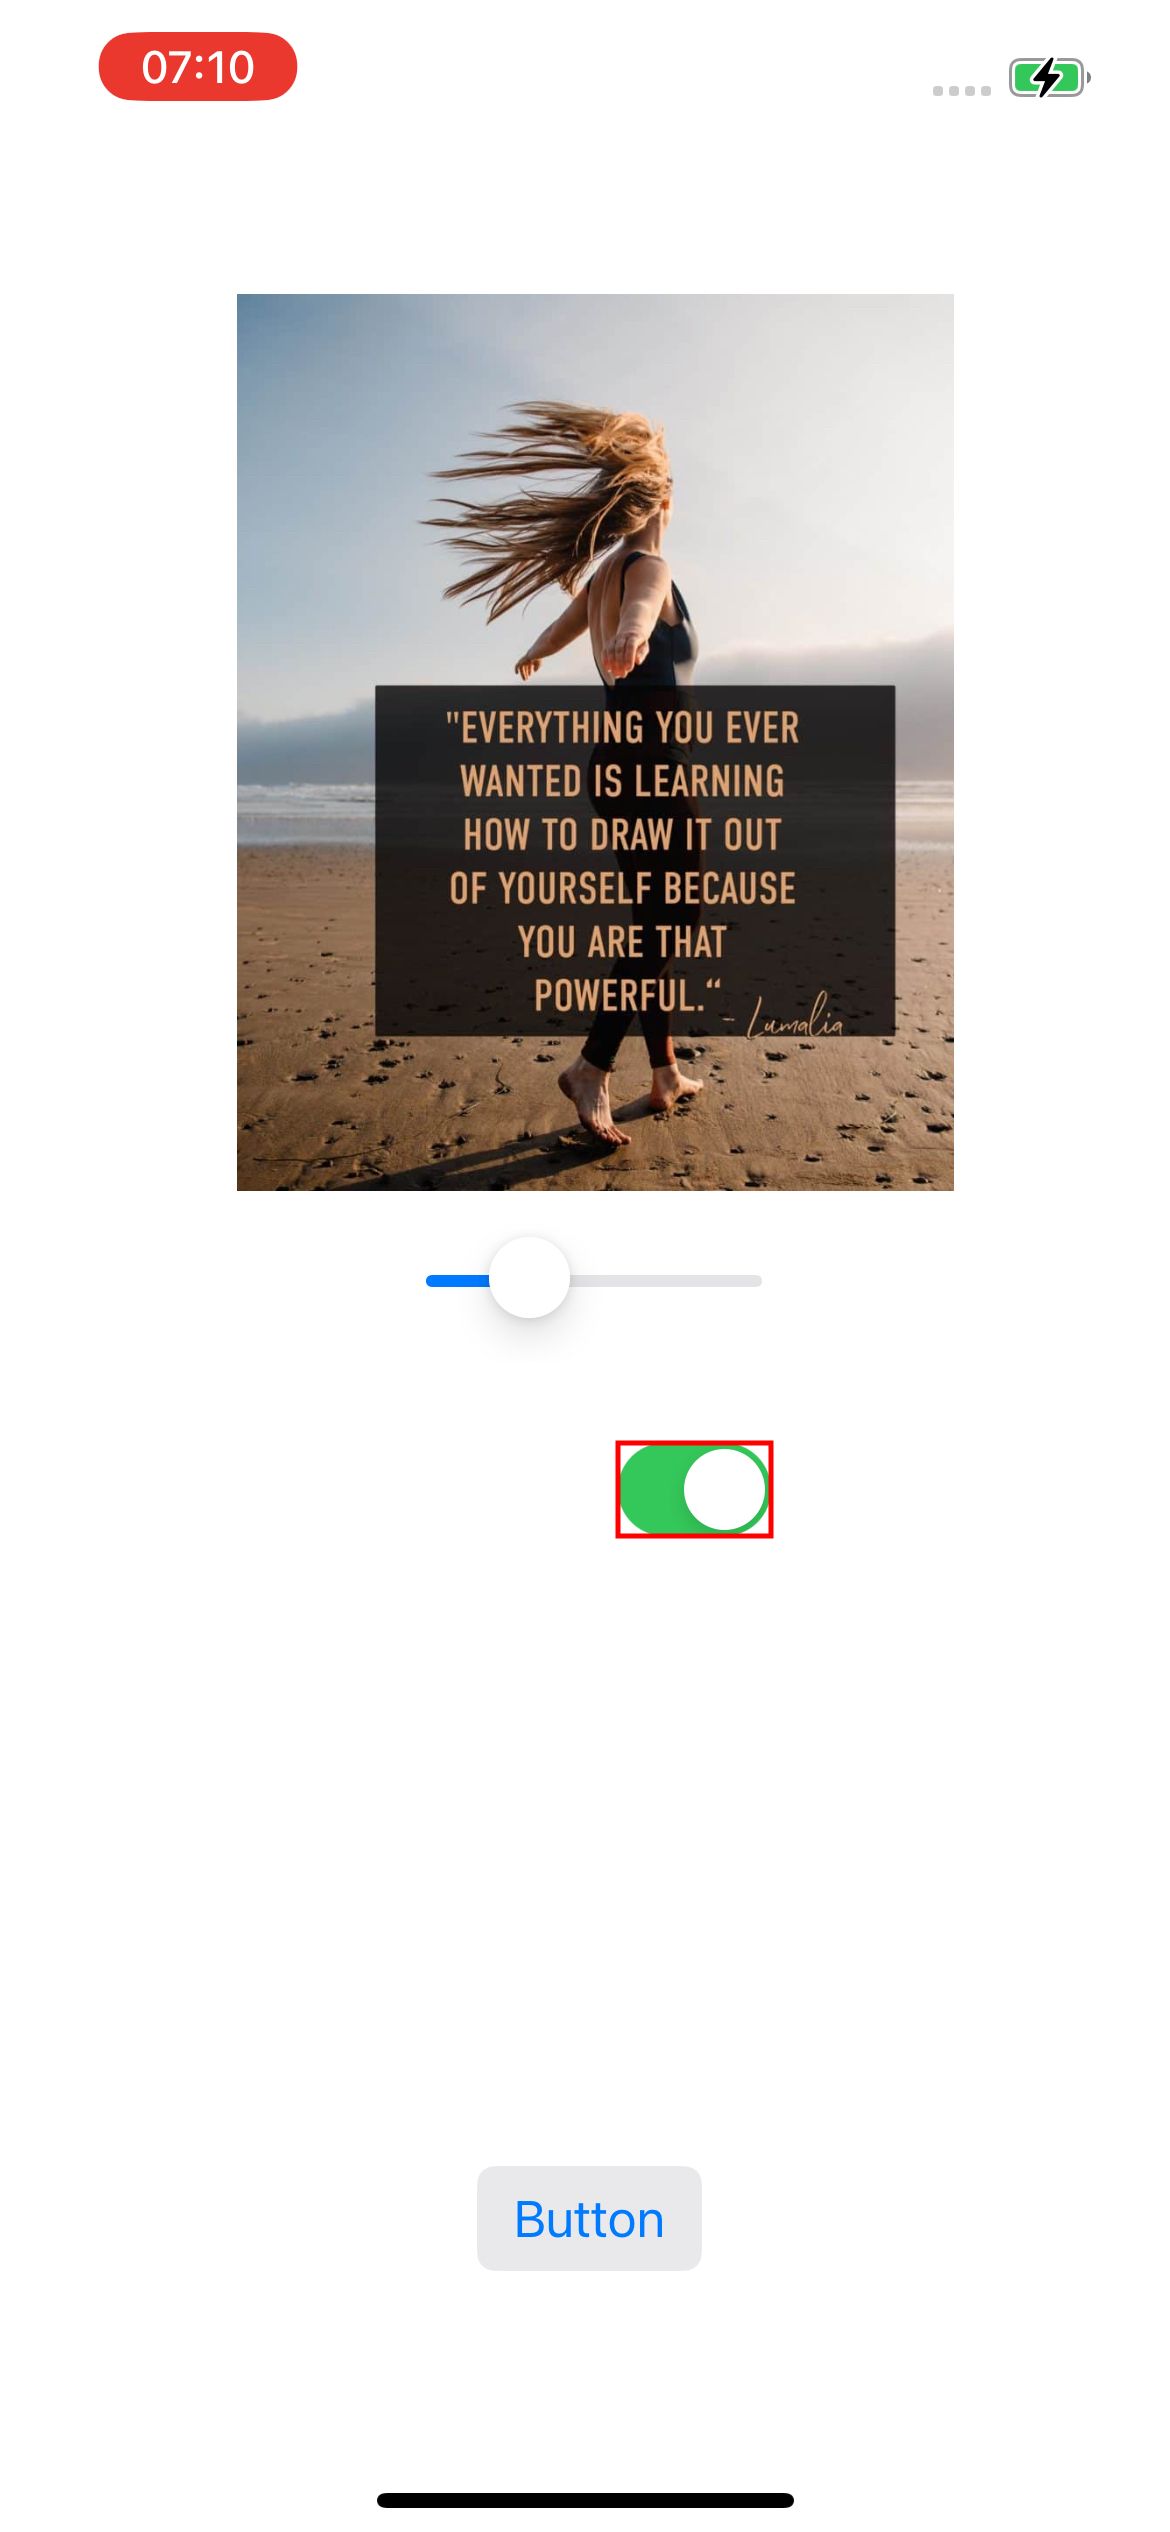 07:10
"EVERYTHING YOU EVER
WANTED IS LEARNING
HOW TO DRAW IT OUT
OF YOURSELF BECAUSE
YOU ARE THAT
POWERFUL.“
- Lumalia
Button